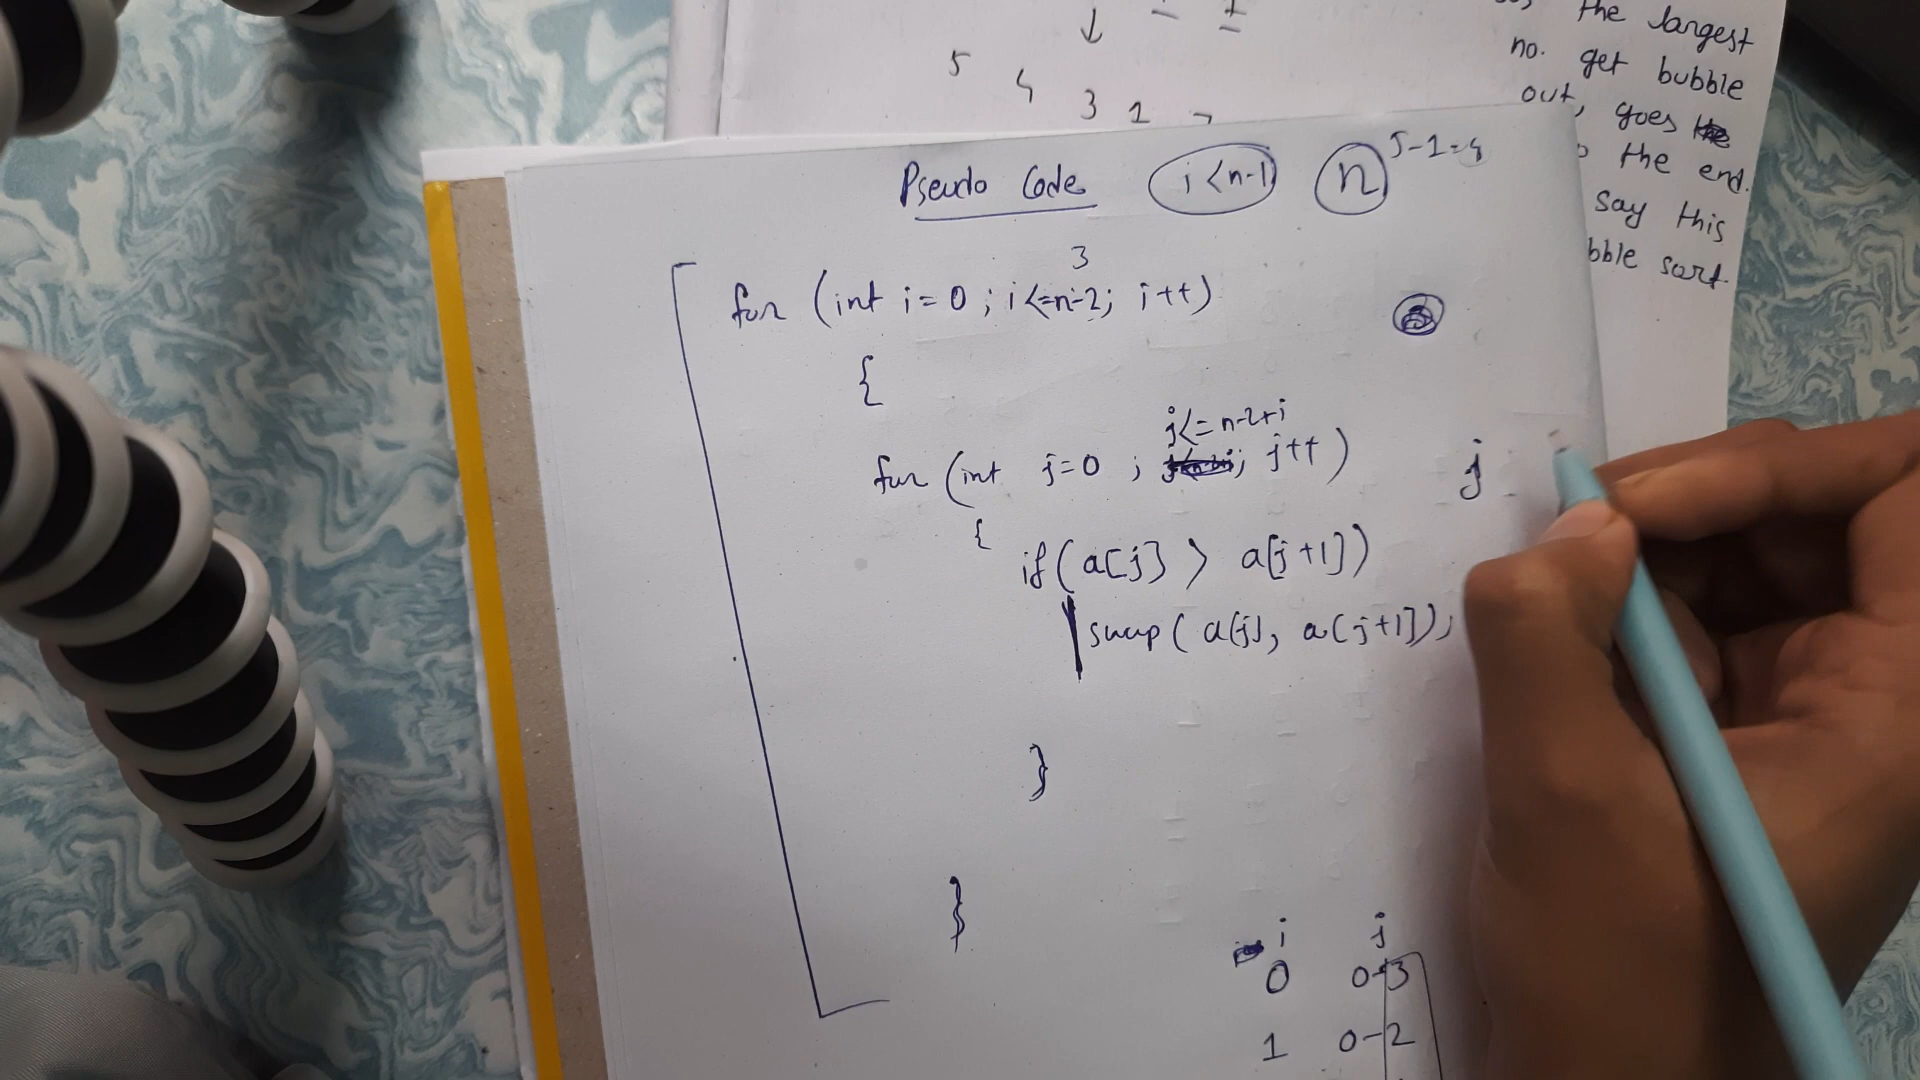 the largest
no. get bubble
out, goes
the end.
say this
bble sort.
5 4 3 1
Pseudo Code i<n-1 n 5-1=4
3
for (int i=0; i<=n-2; i++)
{
j<=n-2+i
for (int j=0 ; ; j++) j
{
if(a[j] > a[j+1])
swap(a[j], a[j+1]);
}
}
i j
0 0-3
1 0-2